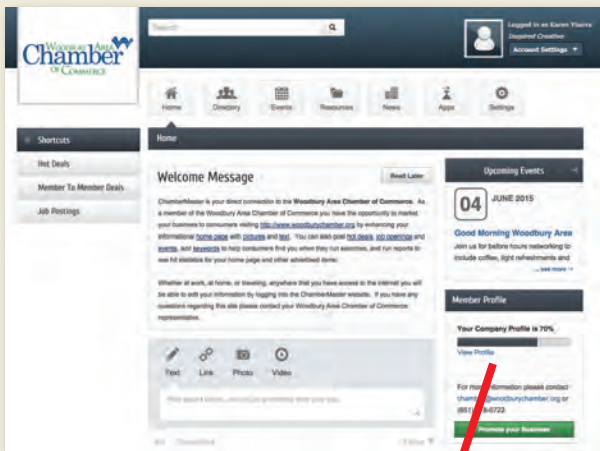 Search
Logged in as Karen
Inspired Creative
Account Settings
WOODBURY AREA
Chamber
OF COMMERCE
Home
Directory
Events
Resources
News
Apps
Settings
Shortcuts
Hot Deals
Member To Member Deals
Job Postings
Home
Welcome Message
Read Later
ChamberMaster is your direct connection to the Woodbury Area Chamber of Commerce. As
a member of the Woodbury Area Chamber of Commerce you have the opportunity to market
your business to consumers visiting http://www.woodburychamber.org by enhancing your
informational home page with pictures and text. You can also post hot deals, job openings and
events, add keywords to help consumers find you when they run searches, and run reports to
see hit statistics for your home page and other advertised items.
Whether at work, at home, or traveling, anywhere that you have access to the internet you will
be able to edit your information by logging into the ChamberMaster website. If you have any
questions regarding this site please contact your Woodbury Area Chamber of Commerce
representative.
Text
Link
Photo
Video
Upcoming Events
04
JUNE 2015
Good Morning Woodbury Area
Join us for before hours networking to
include coffee, light refreshments and
... see more
Member Profile
Your Company Profile is 70%
View Profile
For more information please contact
chamber@woodburychamber.org or
-0722
Promote your Business